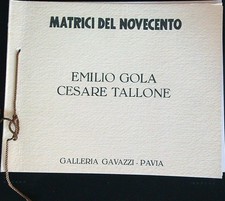 MATRICI DEL NOVECENTO
EMILIO GOLA
CESARE TALLONE
GALLERIA GAVAZZI - PAVIA